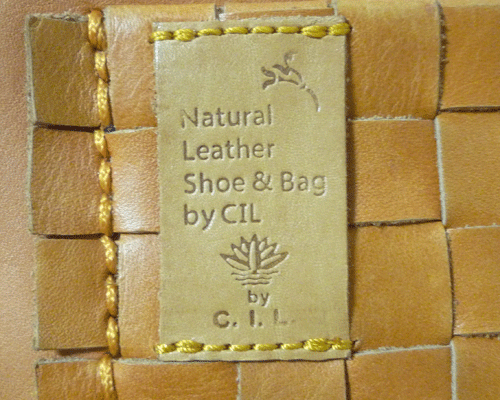 Natural
Leather
Shoe & Bag
by CIL
by
C. I. L.